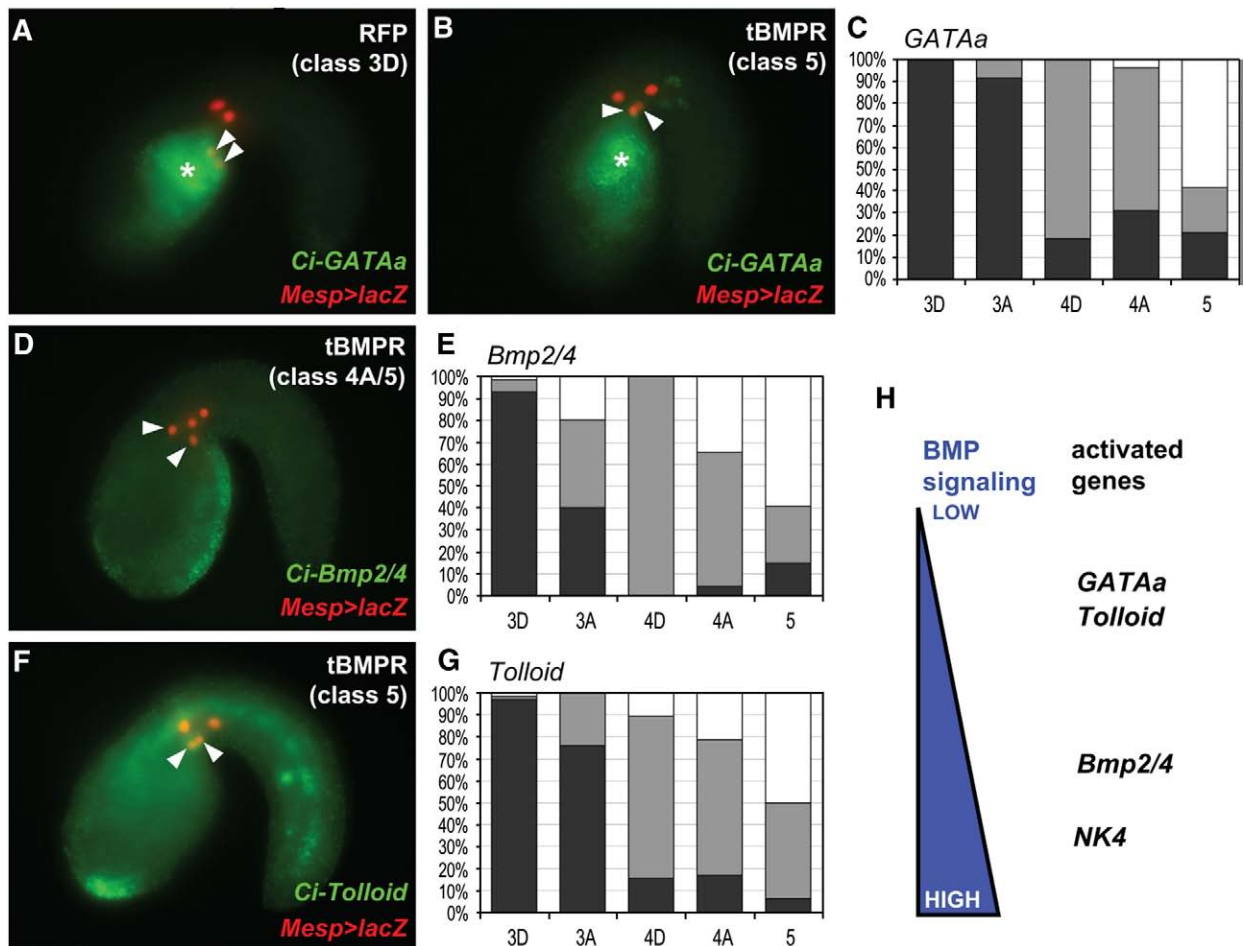 A
RFP
(class 3D)
*
Ci-GATAa
Mesp>lacZ
B
tBMPR
(class 5)
*
Ci-GATAa
Mesp>lacZ
C
GATAa
100%
90%
80%
70%
60%
50%
40%
30%
20%
10%
0%
3D 3A 4D 4A 5
D
tBMPR
(class 4A/5)
Ci-Bmp2/4
Mesp>lacZ
E
Bmp2/4
100%
90%
80%
70%
60%
50%
40%
30%
20%
10%
0%
3D 3A 4D 4A 5
F
tBMPR
(class 5)
Ci-Tolloid
Mesp>lacZ
G
Tolloid
100%
90%
80%
70%
60%
50%
40%
30%
20%
10%
0%
3D 3A 4D 4A 5
H
BMP
signaling
LOW
activated
genes
GATAa
Tolloid
Bmp2/4
NK4
HIGH